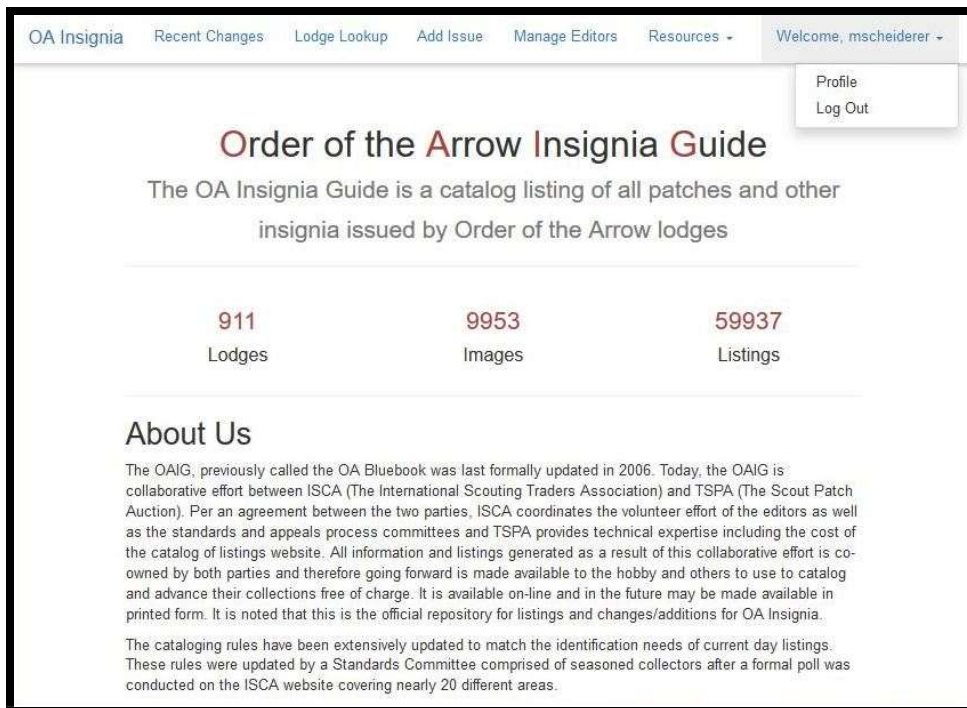 OA Insignia Recent Changes Lodge Lookup Add Issue Manage Editors Resources Welcome, mscheiderer
Profile
Log Out
Order of the Arrow Insignia Guide
The OA Insignia Guide is a catalog listing of all patches and other
insignia issued by Order of the Arrow lodges
911 9953 59937
Lodges Images Listings
About Us
The OAIG, previously called the OA Bluebook was last formally updated in 2006. Today, the OAIG is
collaborative effort between ISCA (The International Scouting Traders Association) and TSPA (The Scout Patch
Auction). Per an agreement between the two parties, ISCA coordinates the volunteer effort of the editors as well
as the standards and appeals process committees and TSPA provides technical expertise including the cost of
the catalog of listings website. All information and listings generated as a result of this collaborative effort is co-
owned by both parties and therefore going forward is made available to the hobby and others to use to catalog
and advance their collections free of charge. It is available on-line and in the future may be made available in
printed form. It is noted that this is the official repository for listings and changes/additions for OA Insignia.
The cataloging rules have been extensively updated to match the identification needs of current day listings.
These rules were updated by a Standards Committee comprised of seasoned collectors after a formal poll was
conducted on the ISCA website covering nearly 20 different areas.